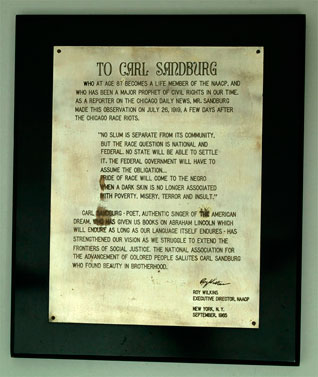 TO CARL SANDBURG
WHO AT AGE 87 BECOMES A LIFE MEMBER OF THE NAACP, AND
WHO HAS BEEN A MAJOR PROPHET OF CIVIL RIGHTS IN OUR TIME.
AS A REPORTER ON THE CHICAGO DAILY NEWS, MR. SANDBURG
MADE THIS OBSERVATION ON JULY 26, 1919, A FEW DAYS AFTER
THE CHICAGO RACE RIOTS.
"NO SLUM IS SEPARATE FROM ITS COMMUNITY,
BUT THE RACE QUESTION IS NATIONAL AND
FEDERAL. NO STATE WILL BE ABLE TO SETTLE
IT. THE FEDERAL GOVERNMENT WILL HAVE TO
ASSUME THE OBLIGATION...
PRIDE OF RACE WILL COME TO THE NEGRO
WHEN A DARK SKIN IS NO LONGER ASSOCIATED
WITH POVERTY, MISERY, TERROR AND INSULT."
CARL SANDBURG - POET, AUTHENTIC SINGER OF THE AMERICAN
DREAM, WHO HAS GIVEN US BOOKS ON ABRAHAM LINCOLN WHICH
WILL ENDURE AS LONG AS OUR LANGUAGE ITSELF ENDURES - HAS
STRENGTHENED OUR VISION AS WE STRUGGLE TO EXTEND THE
FRONTIERS OF SOCIAL JUSTICE. THE NATIONAL ASSOCIATION FOR
THE ADVANCEMENT OF COLORED PEOPLE SALUTES CARL SANDBURG
WHO FOUND BEAUTY IN BROTHERHOOD.
Roy Wilkins
ROY WILKINS
EXECUTIVE DIRECTOR, NAACP
NEW YORK, N.Y.
SEPTEMBER, 1965